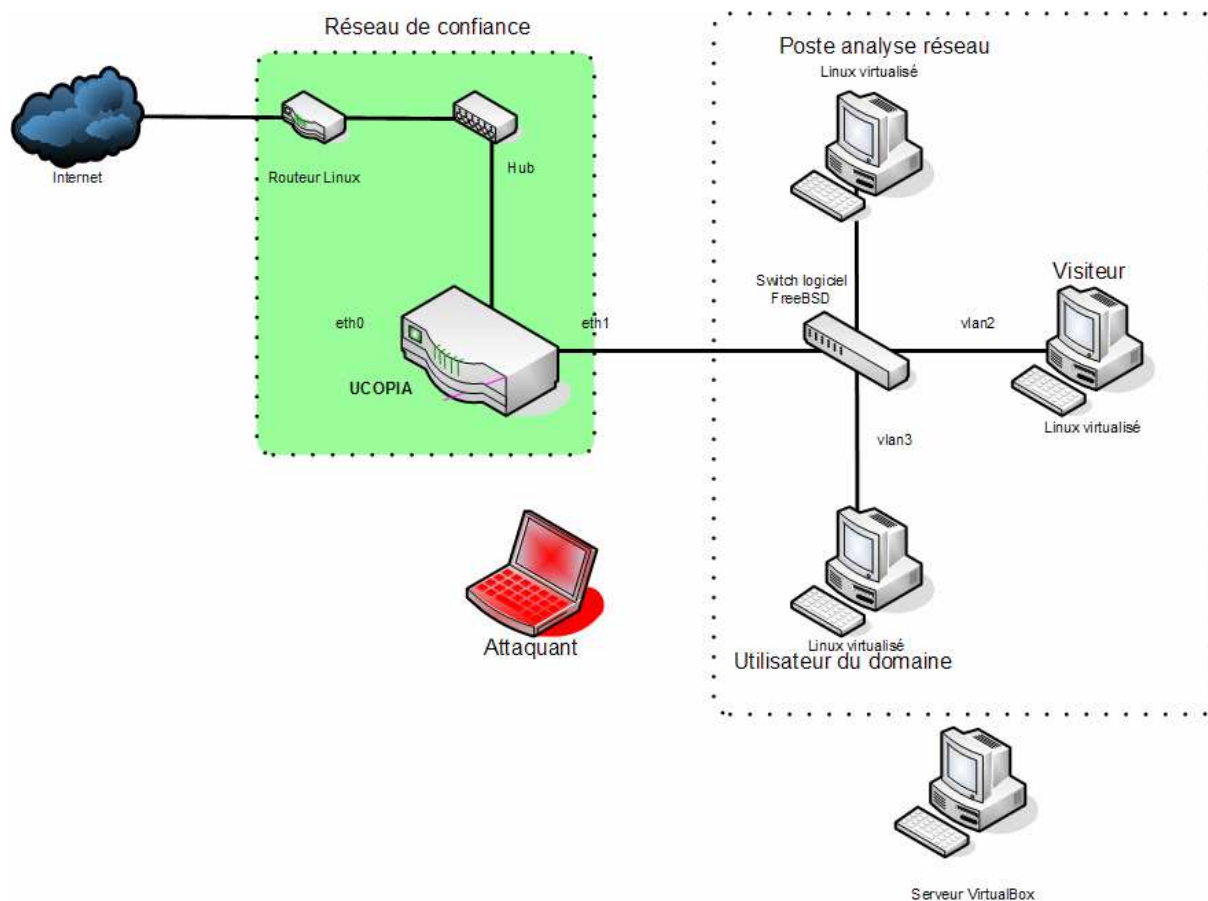 Réseau de confiance
Poste analyse réseau
Linux virtualisé
Internet
Routeur Linux
Hub
Switch logiciel
FreeBSD
Visiteur
eth0
eth1
vlan2
UCOPIA
Linux virtualisé
vlan3
Attaquant
Linux virtualisé
Utilisateur du domaine
Serveur VirtualBox